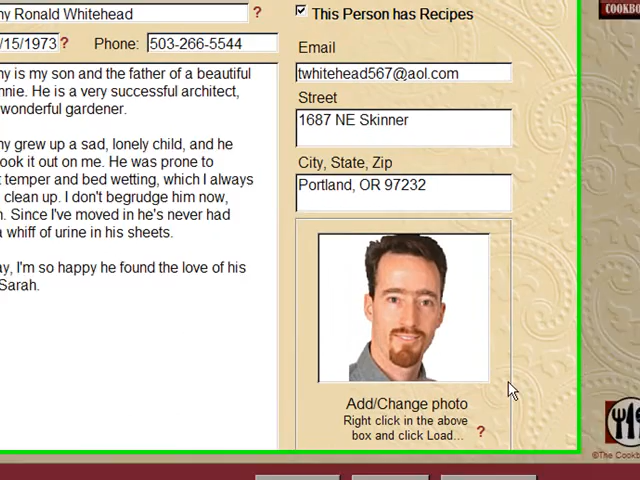 ny Ronald Whitehead
?
This Person has Recipes
/15/1973
?
Phone:
503-266-5544
Email
twhitehead567@aol.com
Street
1687 NE Skinner
City, State, Zip
Portland, OR 97232
ny is my son and the father of a beautiful
nnie. He is a very successful architect,
wonderful gardener.
ny grew up a sad, lonely child, and he
ook it out on me. He was prone to
t temper and bed wetting, which I always
clean up. I don't begrudge him now,
n. Since I've moved in he's never had
a whiff of urine in his sheets.
ay, I'm so happy he found the love of his
Sarah.
Add/Change photo
Right click in the above
box and click Load...
?
COOKBO
©The Cookb